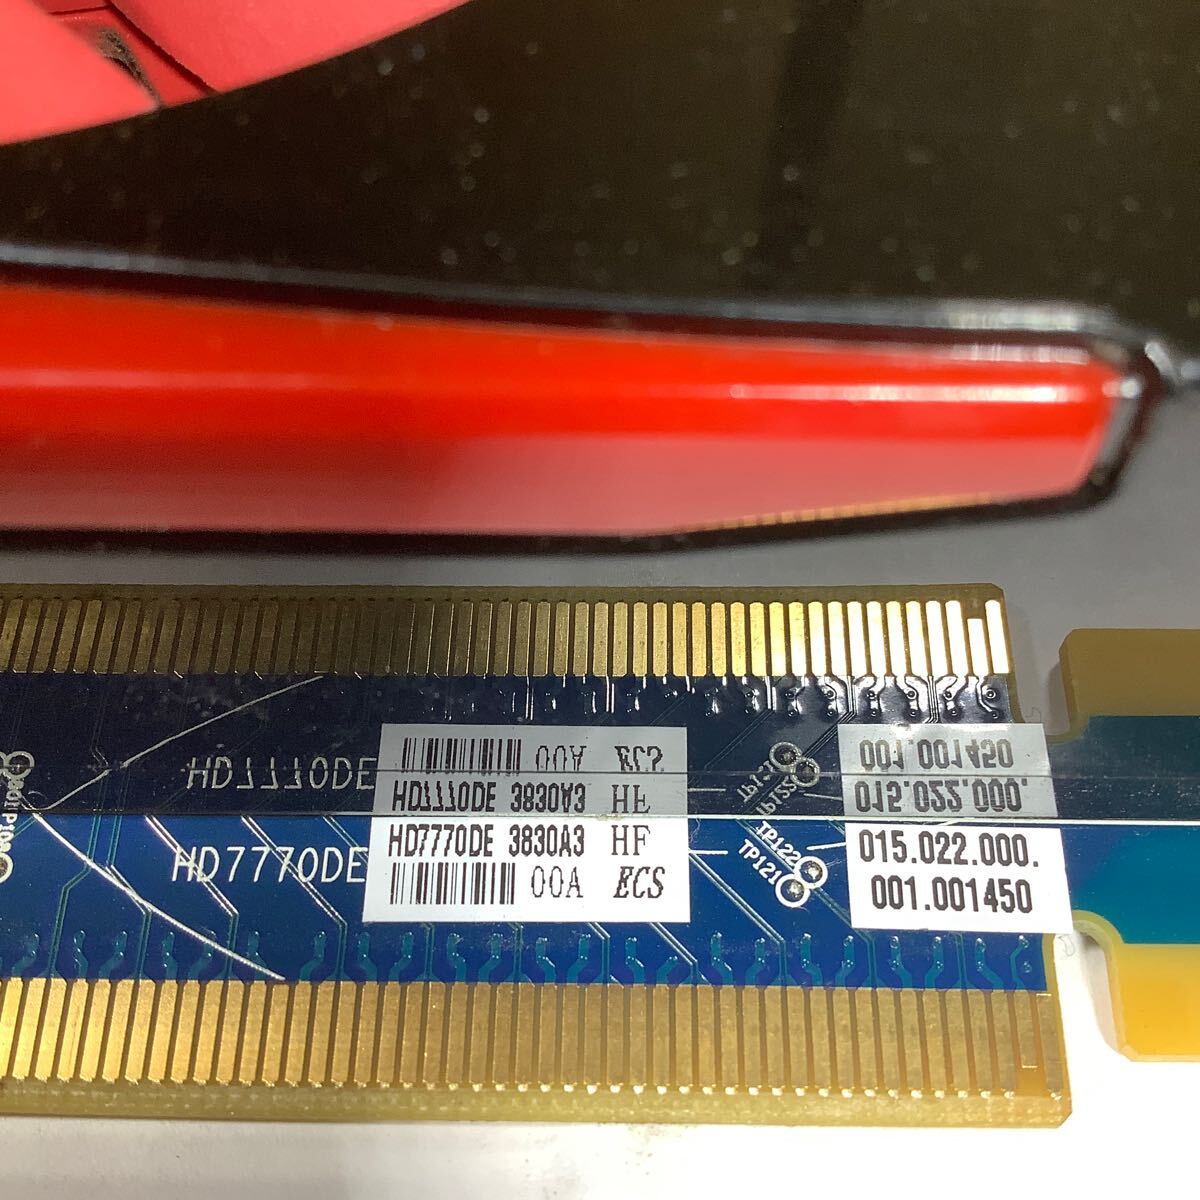 HD7770DE
HD7770DE 3830A3 HF
00A ECS
TP122
TP121
015.022.000.
001.001450